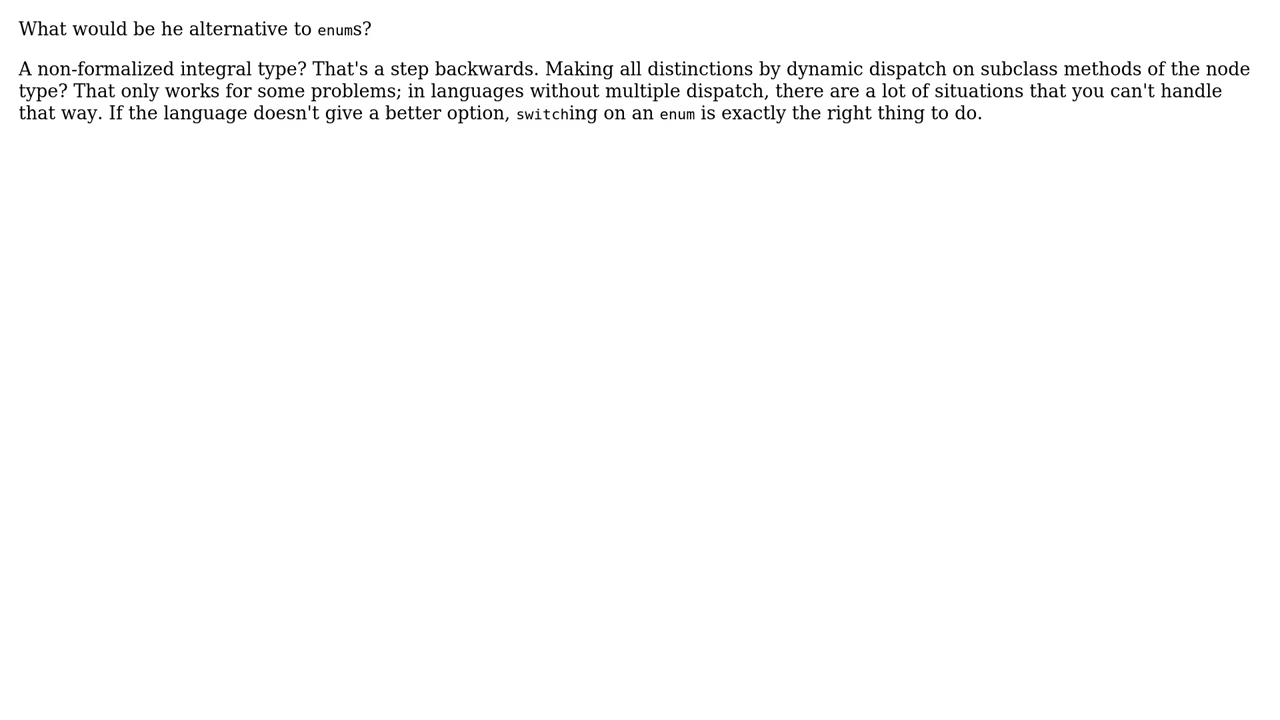 What would be he alternative to enums?
A non-formalized integral type? That's a step backwards. Making all distinctions by dynamic dispatch on subclass methods of the node
type? That only works for some problems; in languages without multiple dispatch, there are a lot of situations that you can't handle
that way. If the language doesn't give a better option, switching on an enum is exactly the right thing to do.